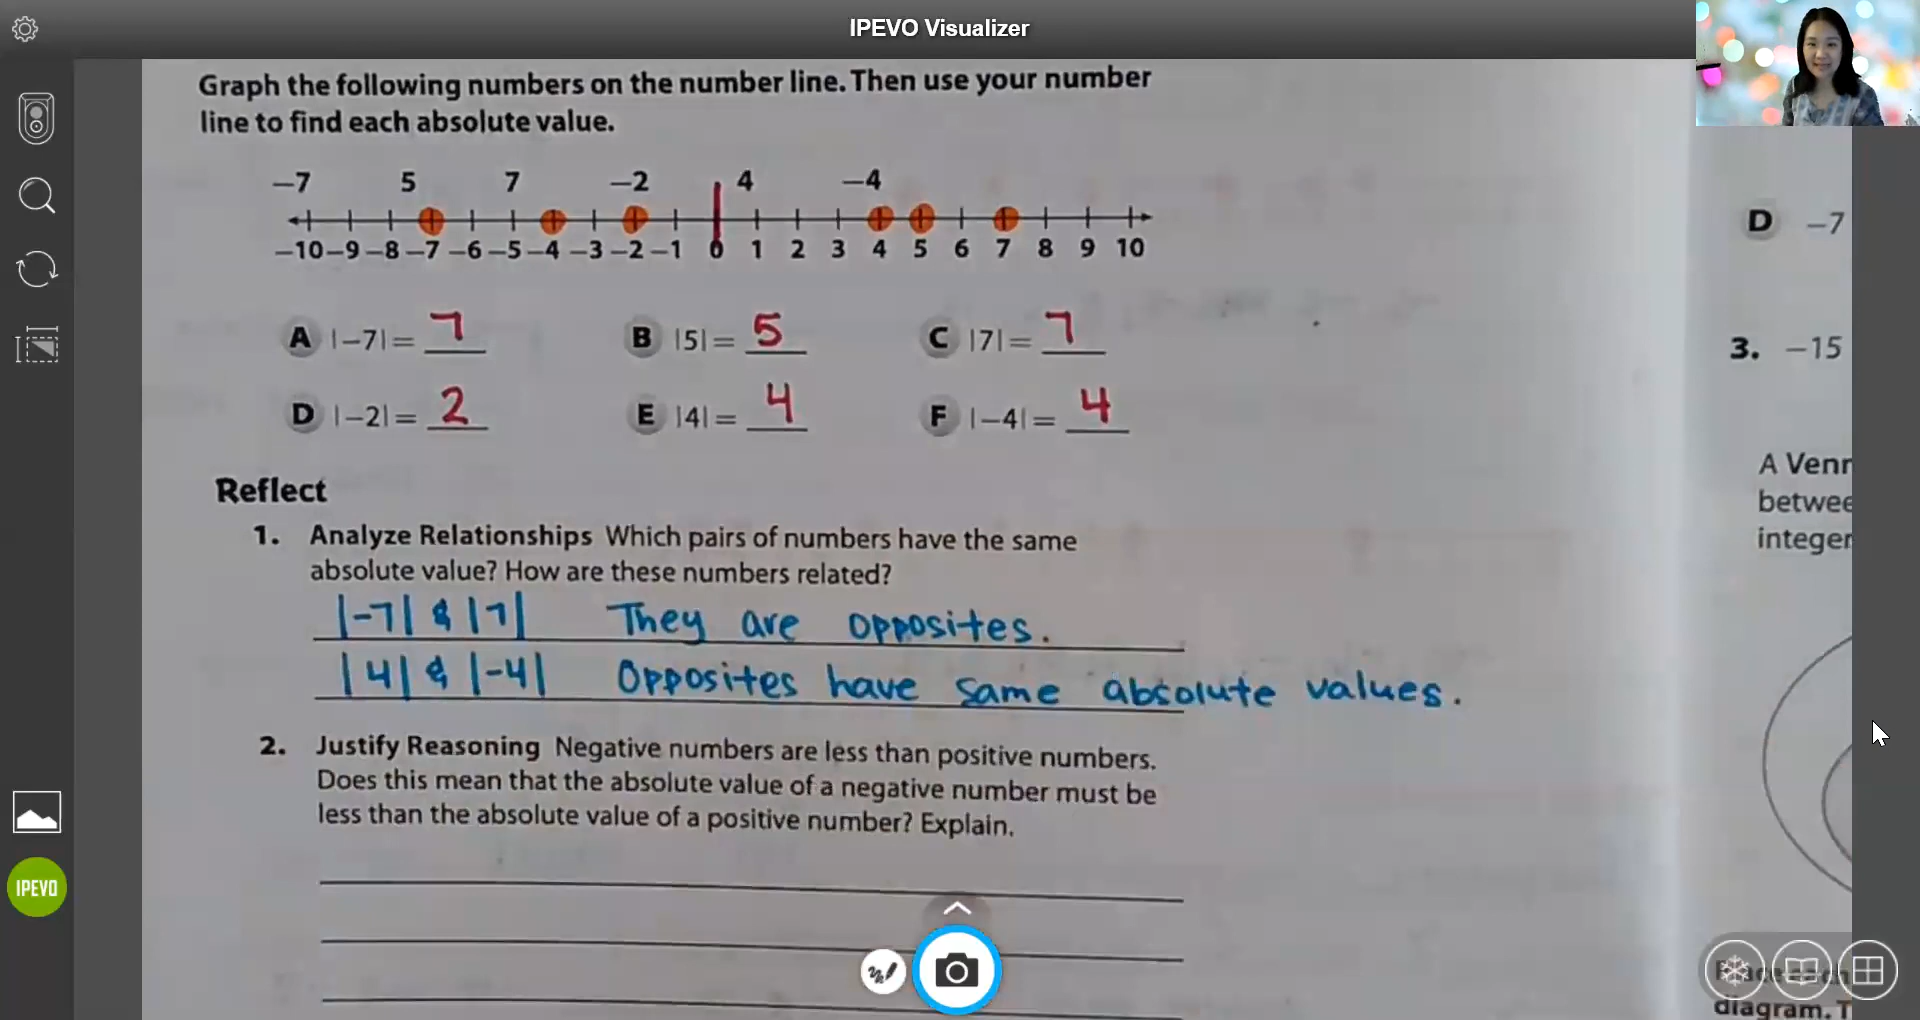 IPEVO Visualizer
Graph the following numbers on the number line. Then use your number
line to find each absolute value.
−7 5 7 −2 4 −4
−10 −9 −8 −7 −6 −5 −4 −3 −2 −1 0 1 2 3 4 5 6 7 8 9 10
A |−7| = 7 B |5| = 5 C |7| = 7
D |−2| = 2 E |4| = 4 F |−4| = 4
Reflect
1. Analyze Relationships Which pairs of numbers have the same
absolute value? How are these numbers related?
|-7| & |7| They are opposites.
|4| & |-4| Opposites have same absolute values.
2. Justify Reasoning Negative numbers are less than positive numbers.
Does this mean that the absolute value of a negative number must be
less than the absolute value of a positive number? Explain.
D −7
3. −15
A Venn
betwee
integer
diagram. T
IPEVO